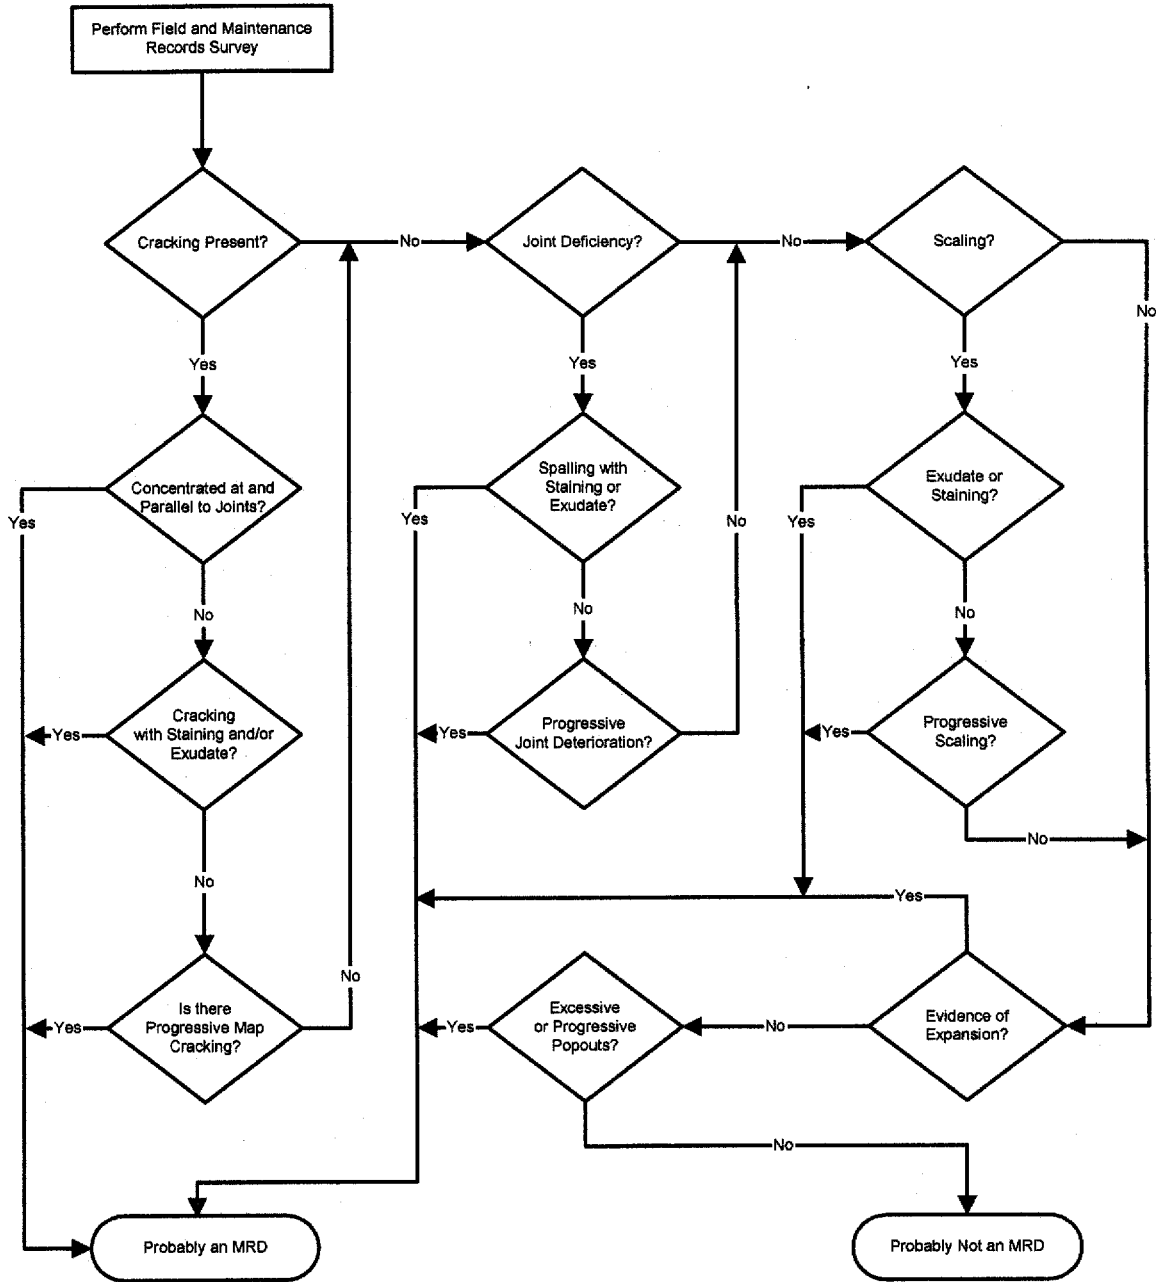 Perform Field and Maintenance
Records Survey
Cracking Present?
No
Joint Deficiency?
No
Scaling?
No
Yes
Yes
Yes
Concentrated at and
Parallel to Joints?
Yes
Spalling with
Staining or
Exudate?
Yes
No
Exudate or
Staining?
Yes
No
No
No
Cracking
with Staining and/or
Exudate?
Yes
Progressive
Joint Deterioration?
Yes
Progressive
Scaling?
Yes
No
No
Yes
Is there
Progressive Map
Cracking?
Yes
No
Excessive
or Progressive
Popouts?
Yes
No
Evidence of
Expansion?
No
Probably an MRD
Probably Not an MRD